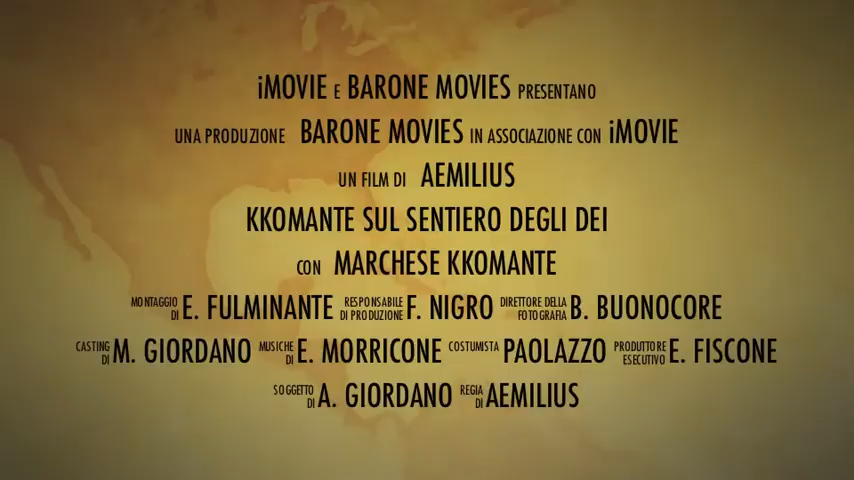 iMOVIE E BARONE MOVIES PRESENTANO
UNA PRODUZIONE BARONE MOVIES IN ASSOCIAZIONE CON iMOVIE
UN FILM DI AEMILIUS
KKOMANTE SUL SENTIERO DEGLI DEI
CON MARCHESE KKOMANTE
MONTAGGIO DI E. FULMINANTE RESPONSABILE DI PRODUZIONE F. NIGRO DIRETTORE DELLA FOTOGRAFIA B. BUONOCORE
CASTING DI M. GIORDANO MUSICHE DI E. MORRICONE COSTUMISTA PAOLAZZO PRODUTTORE ESECUTIVO E. FISCONE
SOGGETTO DI A. GIORDANO REGIA DI AEMILIUS